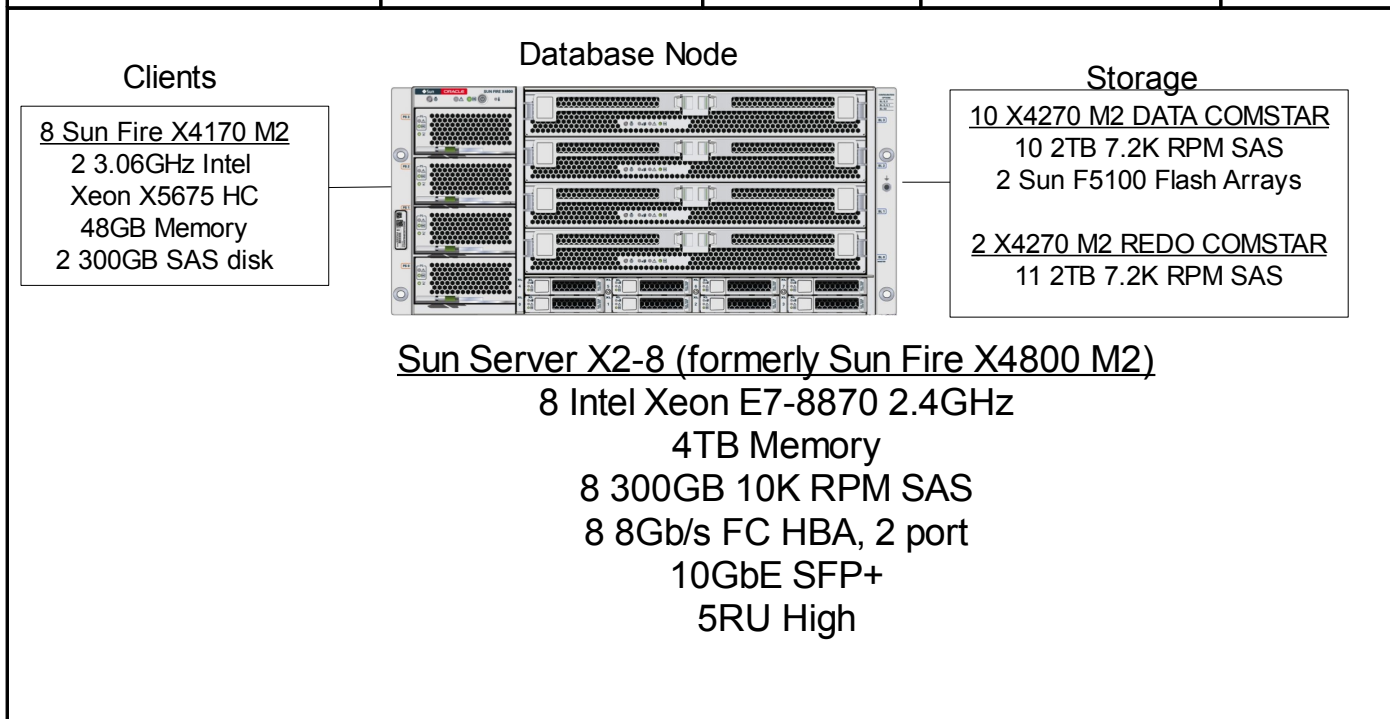 Database Node
Clients
Storage
8 Sun Fire X4170 M2
2 3.06GHz Intel
Xeon X5675 HC
48GB Memory
2 300GB SAS disk
10 X4270 M2 DATA COMSTAR
10 2TB 7.2K RPM SAS
2 Sun F5100 Flash Arrays
2 X4270 M2 REDO COMSTAR
11 2TB 7.2K RPM SAS
Sun
ORACLE
Sun Server X2-8 (formerly Sun Fire X4800 M2)
8 Intel Xeon E7-8870 2.4GHz
4TB Memory
8 300GB 10K RPM SAS
8 8Gb/s FC HBA, 2 port
10GbE SFP+
5RU High